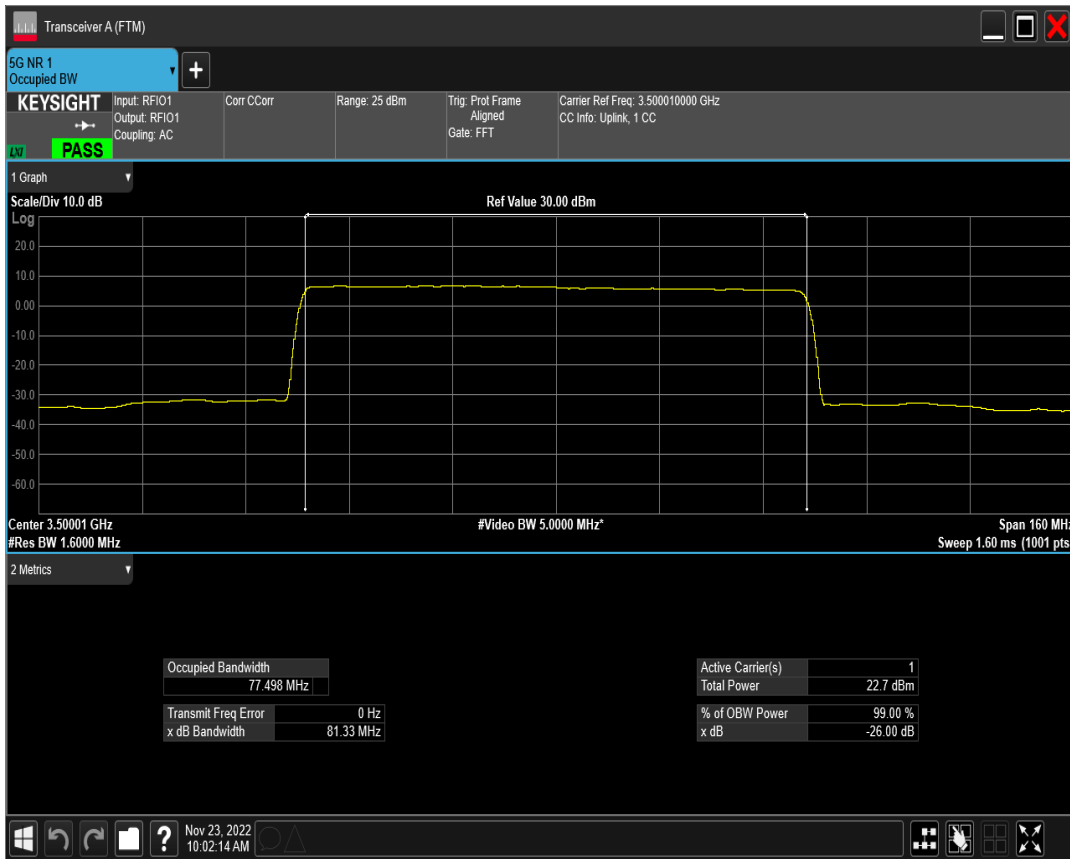 Transceiver A (FTM)
5G NR 1
Occupied BW
+
KEYSIGHT
LXI
PASS
Input: RFIO1
Output: RFIO1
Coupling: AC
Corr CCorr
Range: 25 dBm
Trig: Prot Frame
Aligned
Gate: FFT
Carrier Ref Freq: 3.500010000 GHz
CC Info: Uplink, 1 CC
1 Graph
Scale/Div 10.0 dB
Ref Value 30.00 dBm
Log
20.0
10.0
0.00
-10.0
-20.0
-30.0
-40.0
-50.0
-60.0
Center 3.50001 GHz
#Video BW 5.0000 MHz*
Span 160 MHz
#Res BW 1.6000 MHz
Sweep 1.60 ms (1001 pts
2 Metrics
Occupied Bandwidth
77.498 MHz
Transmit Freq Error 0 Hz
x dB Bandwidth 81.33 MHz
Active Carrier(s) 1
Total Power 22.7 dBm
% of OBW Power 99.00 %
x dB -26.00 dB
?
Nov 23, 2022
10:02:14 AM